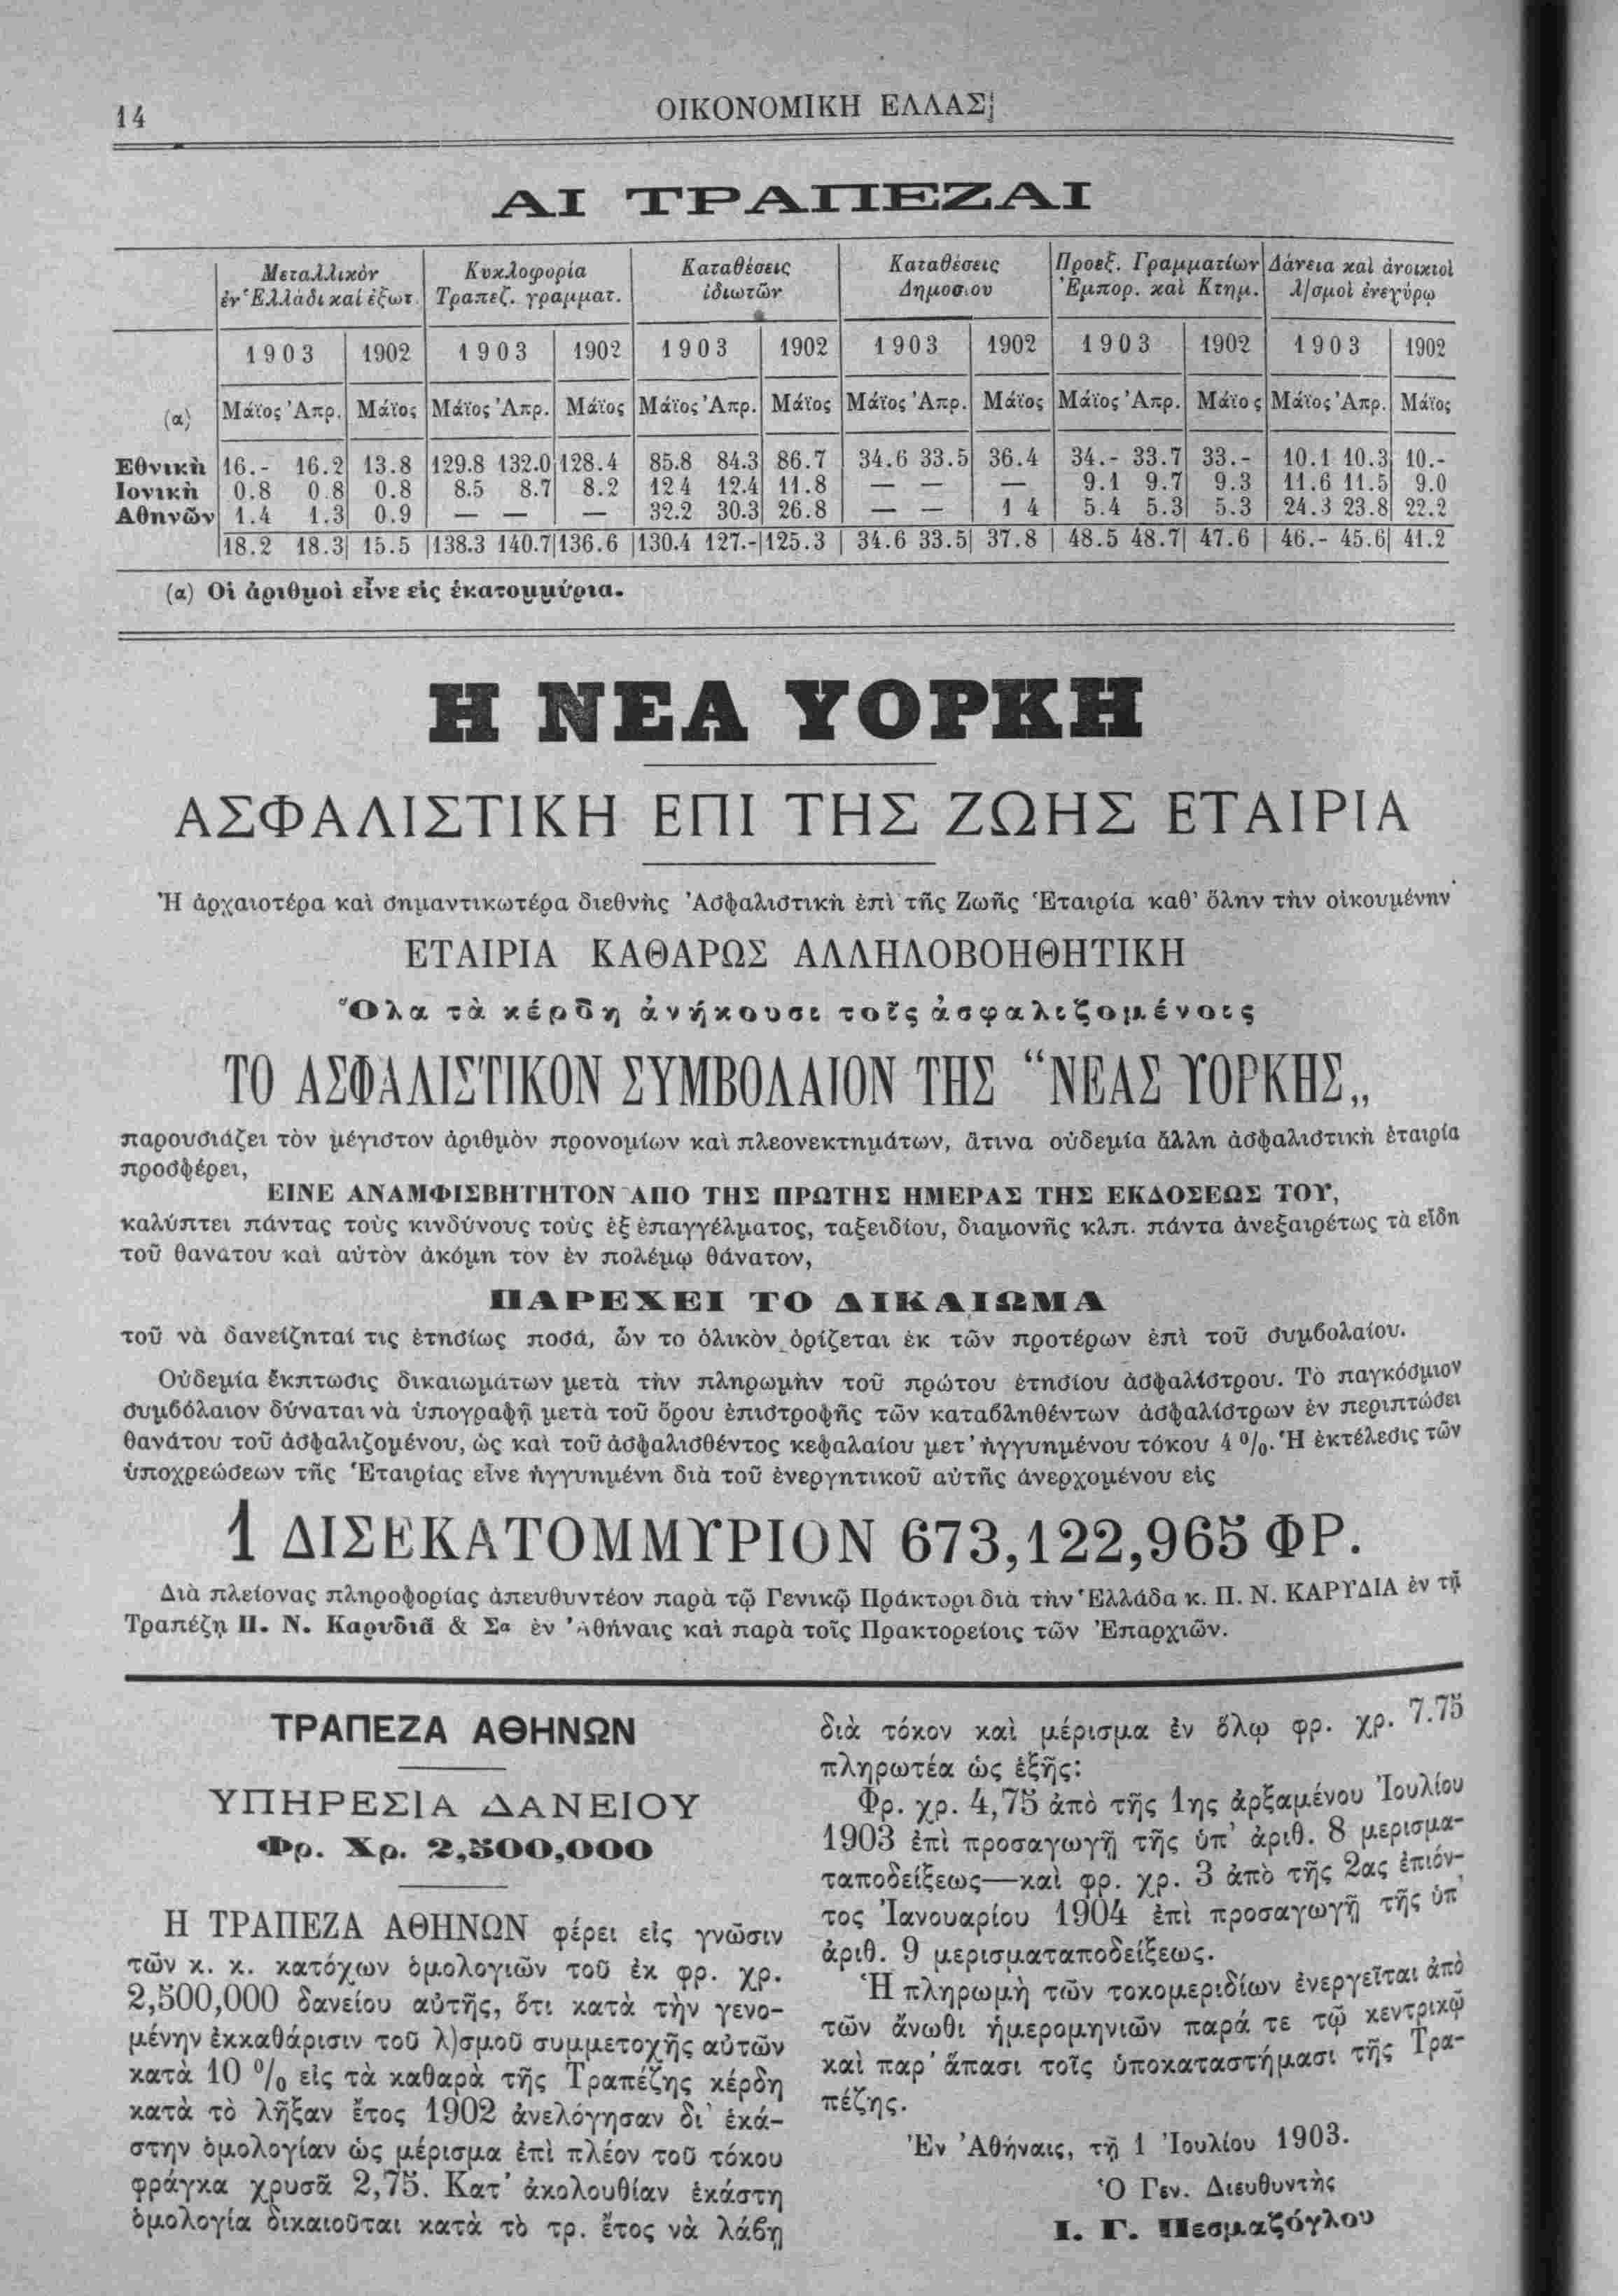 14
ΟΙΚΟΝΟΜΙΚΗ ΕΛΛΑΣ
ΑΙ ΤΡΑΠΕΖΑΙ
Μεταλλικὸν ἐν Ἑλλάδι καὶ ἐξωτ. Κυκλοφορία Τραπεζ. γραμματ. Καταθέσεις ἰδιωτῶν Καταθέσεις Δημοσιου Προεξ. Γραμματίων Ἐμπορ. καὶ Κτημ. Δάνεια καὶ ἀνοικτοὶ λ/σμοὶ ἐνεχύρῳ
1903 1902 1903 1902 1903 1902 1903 1902 1903 1902 1903 1902
(α) Μάϊος Ἀπρ. Μάϊος Μάϊος Ἀπρ. Μάϊος Μάϊος Ἀπρ. Μάϊος Μάϊος Ἀπρ. Μάϊος Μάϊος Ἀπρ. Μάϊος Μάϊος Ἀπρ. Μάϊος
Εθνικὴ 16.- 16.2 13.8 129.8 132.0 128.4 85.8 84.3 86.7 34.6 33.5 36.4 34.- 33.7 33.- 10.1 10.3 10.-
Ιονικὴ 0.8 0.8 0.8 8.5 8.7 8.2 12.4 12.4 11.8 — — — 9.1 9.7 9.3 11.6 11.5 9.0
Αθηνῶν 1.4 1.3 0.9 — — — 32.2 30.3 26.8 — — 1 4 5.4 5.3 5.3 24.3 23.8 22.2
18.2 18.3 15.5 138.3 140.7 136.6 130.4 127.- 125.3 34.6 33.5 37.8 48.5 48.7 47.6 46.- 45.6 41.2
(α) Οἱ ἀριθμοὶ εἶνε εἰς ἑκατομμύρια.
Η ΝΕΑ ΥΟΡΚΗ
ΑΣΦΑΛΙΣΤΙΚΗ ΕΠΙ ΤΗΣ ΖΩΗΣ ΕΤΑΙΡΙΑ
Ἡ ἀρχαιοτέρα καὶ σημαντικωτέρα διεθνὴς Ἀσφαλιστικὴ ἐπὶ τῆς Ζωῆς Ἑταιρία καθ' ὅλην τὴν οἰκουμένην
ΕΤΑΙΡΙΑ ΚΑΘΑΡΩΣ ΑΛΛΗΛΟΒΟΗΘΗΤΙΚΗ
Ὅλα τὰ κέρδη ἀνήκουσι τοῖς ἀσφαλιζομένοις
ΤΟ ΑΣΦΑΛΙΣΤΙΚΟΝ ΣΥΜΒΟΛΑΙΟΝ ΤΗΣ “ΝΕΑΣ ΥΟΡΚΗΣ„
παρουσιάζει τὸν μέγιστον ἀριθμὸν προνομίων καὶ πλεονεκτημάτων, ἅτινα οὐδεμία ἄλλη ἀσφαλιστικὴ ἑταιρία
προσφέρει,
ΕΙΝΕ ΑΝΑΜΦΙΣΒΗΤΗΤΟΝ ΑΠΟ ΤΗΣ ΠΡΩΤΗΣ ΗΜΕΡΑΣ ΤΗΣ ΕΚΔΟΣΕΩΣ ΤΟΥ,
καλύπτει πάντας τοὺς κινδύνους τοὺς ἐξ ἐπαγγέλματος, ταξειδίου, διαμονῆς κλπ. πάντα ἀνεξαιρέτως τὰ εἴδη
τοῦ θανατου καὶ αὐτὸν ἀκόμη τὸν ἐν πολέμῳ θάνατον,
ΠΑΡΕΧΕΙ ΤΟ ΔΙΚΑΙΩΜΑ
τοῦ νὰ δανείζηταί τις ἐτησίως ποσά, ὧν το ὁλικὸν ὁρίζεται ἐκ τῶν προτέρων ἐπὶ τοῦ συμβολαίου.
Οὐδεμία ἔκπτωσις δικαιωμάτων μετὰ τὴν πληρωμὴν τοῦ πρώτου ἐτησίου ἀσφαλίστρου. Τὸ παγκόσμιον
συμβόλαιον δύναται νὰ ὑπογραφῇ μετὰ τοῦ ὅρου ἐπιστροφῆς τῶν καταβληθέντων ἀσφαλίστρων ἐν περιπτώσει
θανάτου τοῦ ἀσφαλιζομένου, ὡς καὶ τοῦ ἀσφαλισθέντος κεφαλαίου μετ' ἠγγυημένου τόκου 4 %. Ἡ ἐκτέλεσις τῶν
ὑποχρεώσεων τῆς Ἑταιρίας εἶνε ἠγγυημένη διὰ τοῦ ἐνεργητικοῦ αὐτῆς ἀνερχομένου εἰς
1 ΔΙΣΕΚΑΤΟΜΜΥΡΙΟΝ 673,122,965 ΦΡ.
Διὰ πλείονας πληροφορίας ἀπευθυντέον παρὰ τῷ Γενικῷ Πράκτορι διὰ τὴν Ἑλλάδα κ. Π. Ν. ΚΑΡΥΔΙΑ ἐν τῇ
Τραπέζῃ Π. Ν. Καρυδιᾶ & Σα ἐν Ἀθήναις καὶ παρὰ τοῖς Πρακτορείοις τῶν Ἐπαρχιῶν.
ΤΡΑΠΕΖΑ ΑΘΗΝΩΝ
ΥΠΗΡΕΣΙΑ ΔΑΝΕΙΟΥ
Φρ. Χρ. 2,500,000
Η ΤΡΑΠΕΖΑ ΑΘΗΝΩΝ φέρει εἰς γνῶσιν
τῶν κ. κ. κατόχων ὁμολογιῶν τοῦ ἐκ φρ. χρ.
2,500,000 δανείου αὐτῆς, ὅτι κατὰ τὴν γενο-
μένην ἐκκαθάρισιν τοῦ λ)σμοῦ συμμετοχῆς αὐτῶν
κατὰ 10 % εἰς τὰ καθαρὰ τῆς Τραπέζης κέρδη
κατὰ τὸ λῆξαν ἔτος 1902 ἀνελόγησαν δι' ἑκά-
στην ὁμολογίαν ὡς μέρισμα ἐπὶ πλέον τοῦ τόκου
φράγκα χρυσᾶ 2,75. Κατ' ἀκολουθίαν ἑκάστη
ὁμολογία δικαιοῦται κατὰ τὸ τρ. ἔτος νὰ λάβῃ
διὰ τόκον καὶ μέρισμα ἐν ὅλῳ φρ. χρ. 7.75
πληρωτέα ὡς ἑξῆς:
Φρ. χρ. 4,75 ἀπὸ τῆς 1ης ἀρξαμένου Ἰουλίου
1903 ἐπὶ προσαγωγῇ τῆς ὑπ' ἀριθ. 8 μερισμα-
ταποδείξεως—καὶ φρ. χρ. 3 ἀπὸ τῆς 2ας ἐπιόν-
τος Ἰανουαρίου 1904 ἐπὶ προσαγωγῇ τῆς ὑπ'
ἀριθ. 9 μερισματαποδείξεως.
Ἡ πληρωμὴ τῶν τοκομεριδίων ἐνεργεῖται ἀπὸ
τῶν ἄνωθι ἡμερομηνιῶν παρά τε τῷ κεντρικῷ
καὶ παρ' ἅπασι τοῖς ὑποκαταστήμασι τῆς Τρα-
πέζης.
Ἐν Ἀθήναις, τῇ 1 Ἰουλίου 1903.
Ὁ Γεν. Διευθυντὴς
Ι. Γ. Πεσμαζόγλου